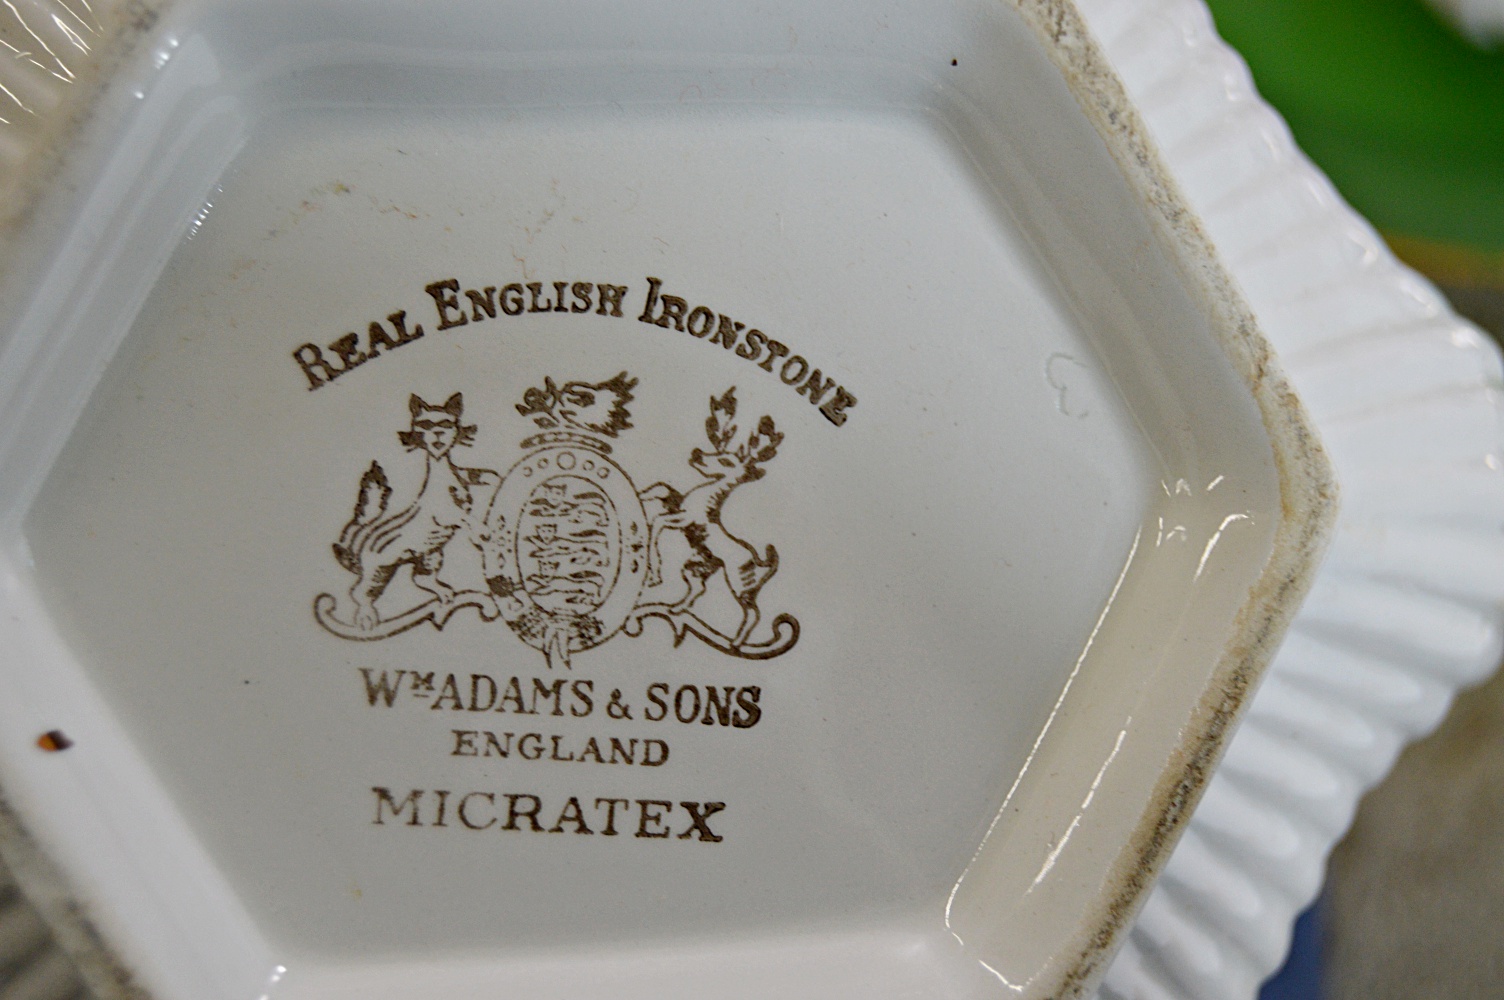 REAL ENGLISH IRONSTONE
WM ADAMS & SONS
ENGLAND
MICRATEX